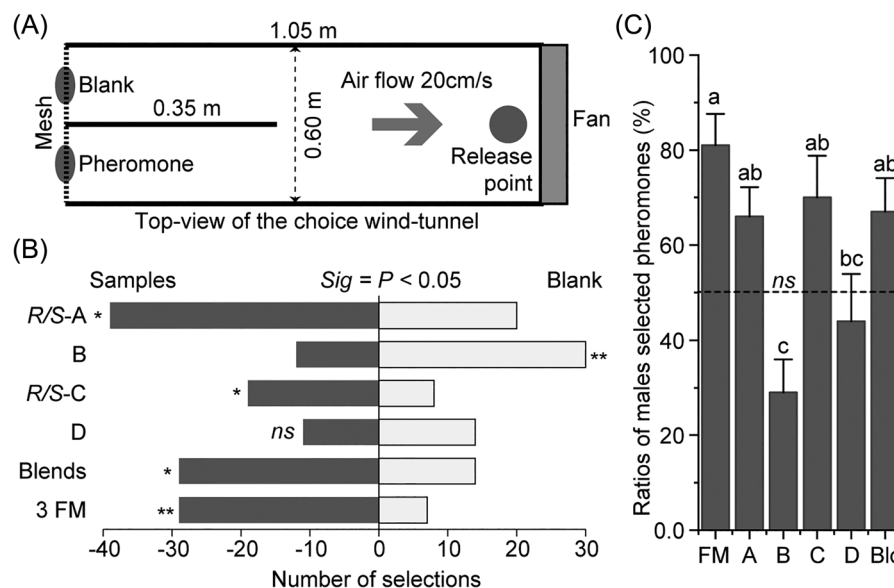 (A)
1.05 m
Blank
Air flow 20cm/s
0.35 m
0.60 m
Mesh
Fan
Pheromone
Release
point
Top-view of the choice wind-tunnel
(B)
Samples
Sig = P < 0.05
Blank
R/S-A
*
B
**
R/S-C
*
D
ns
Blends
*
3 FM
**
-40 -30 -20 -10 0 10 20 30
Number of selections
(C)
Ratios of males selected pheromones (%)
100
80
60
40
20
0.0
a
ab
ns
c
ab
bc
ab
FM A B C D